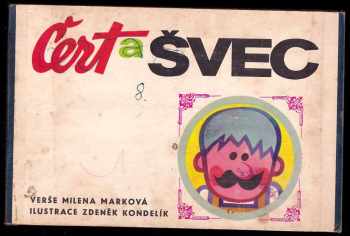 Čert a ŠVEC
8.
VERŠE MILENA MARKOVÁ
ILUSTRACE ZDENĚK KONDELÍK